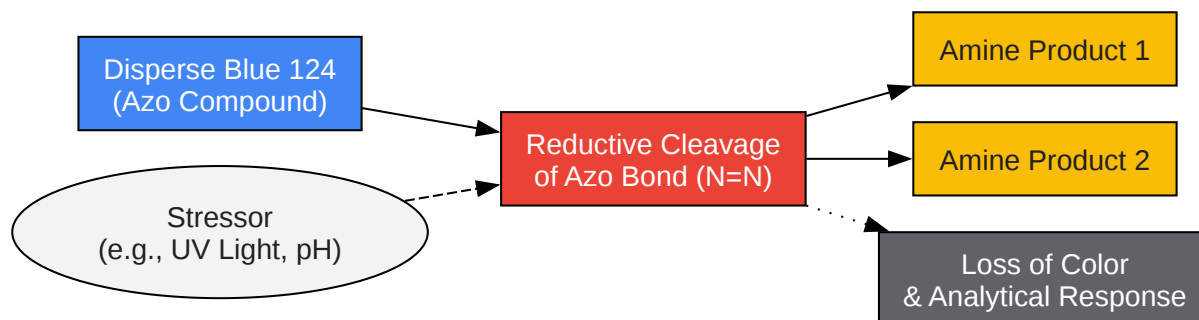 Disperse Blue 124
(Azo Compound)
Stressor
(e.g., UV Light, pH)
Reductive Cleavage
of Azo Bond (N=N)
Amine Product 1
Amine Product 2
Loss of Color
& Analytical Response